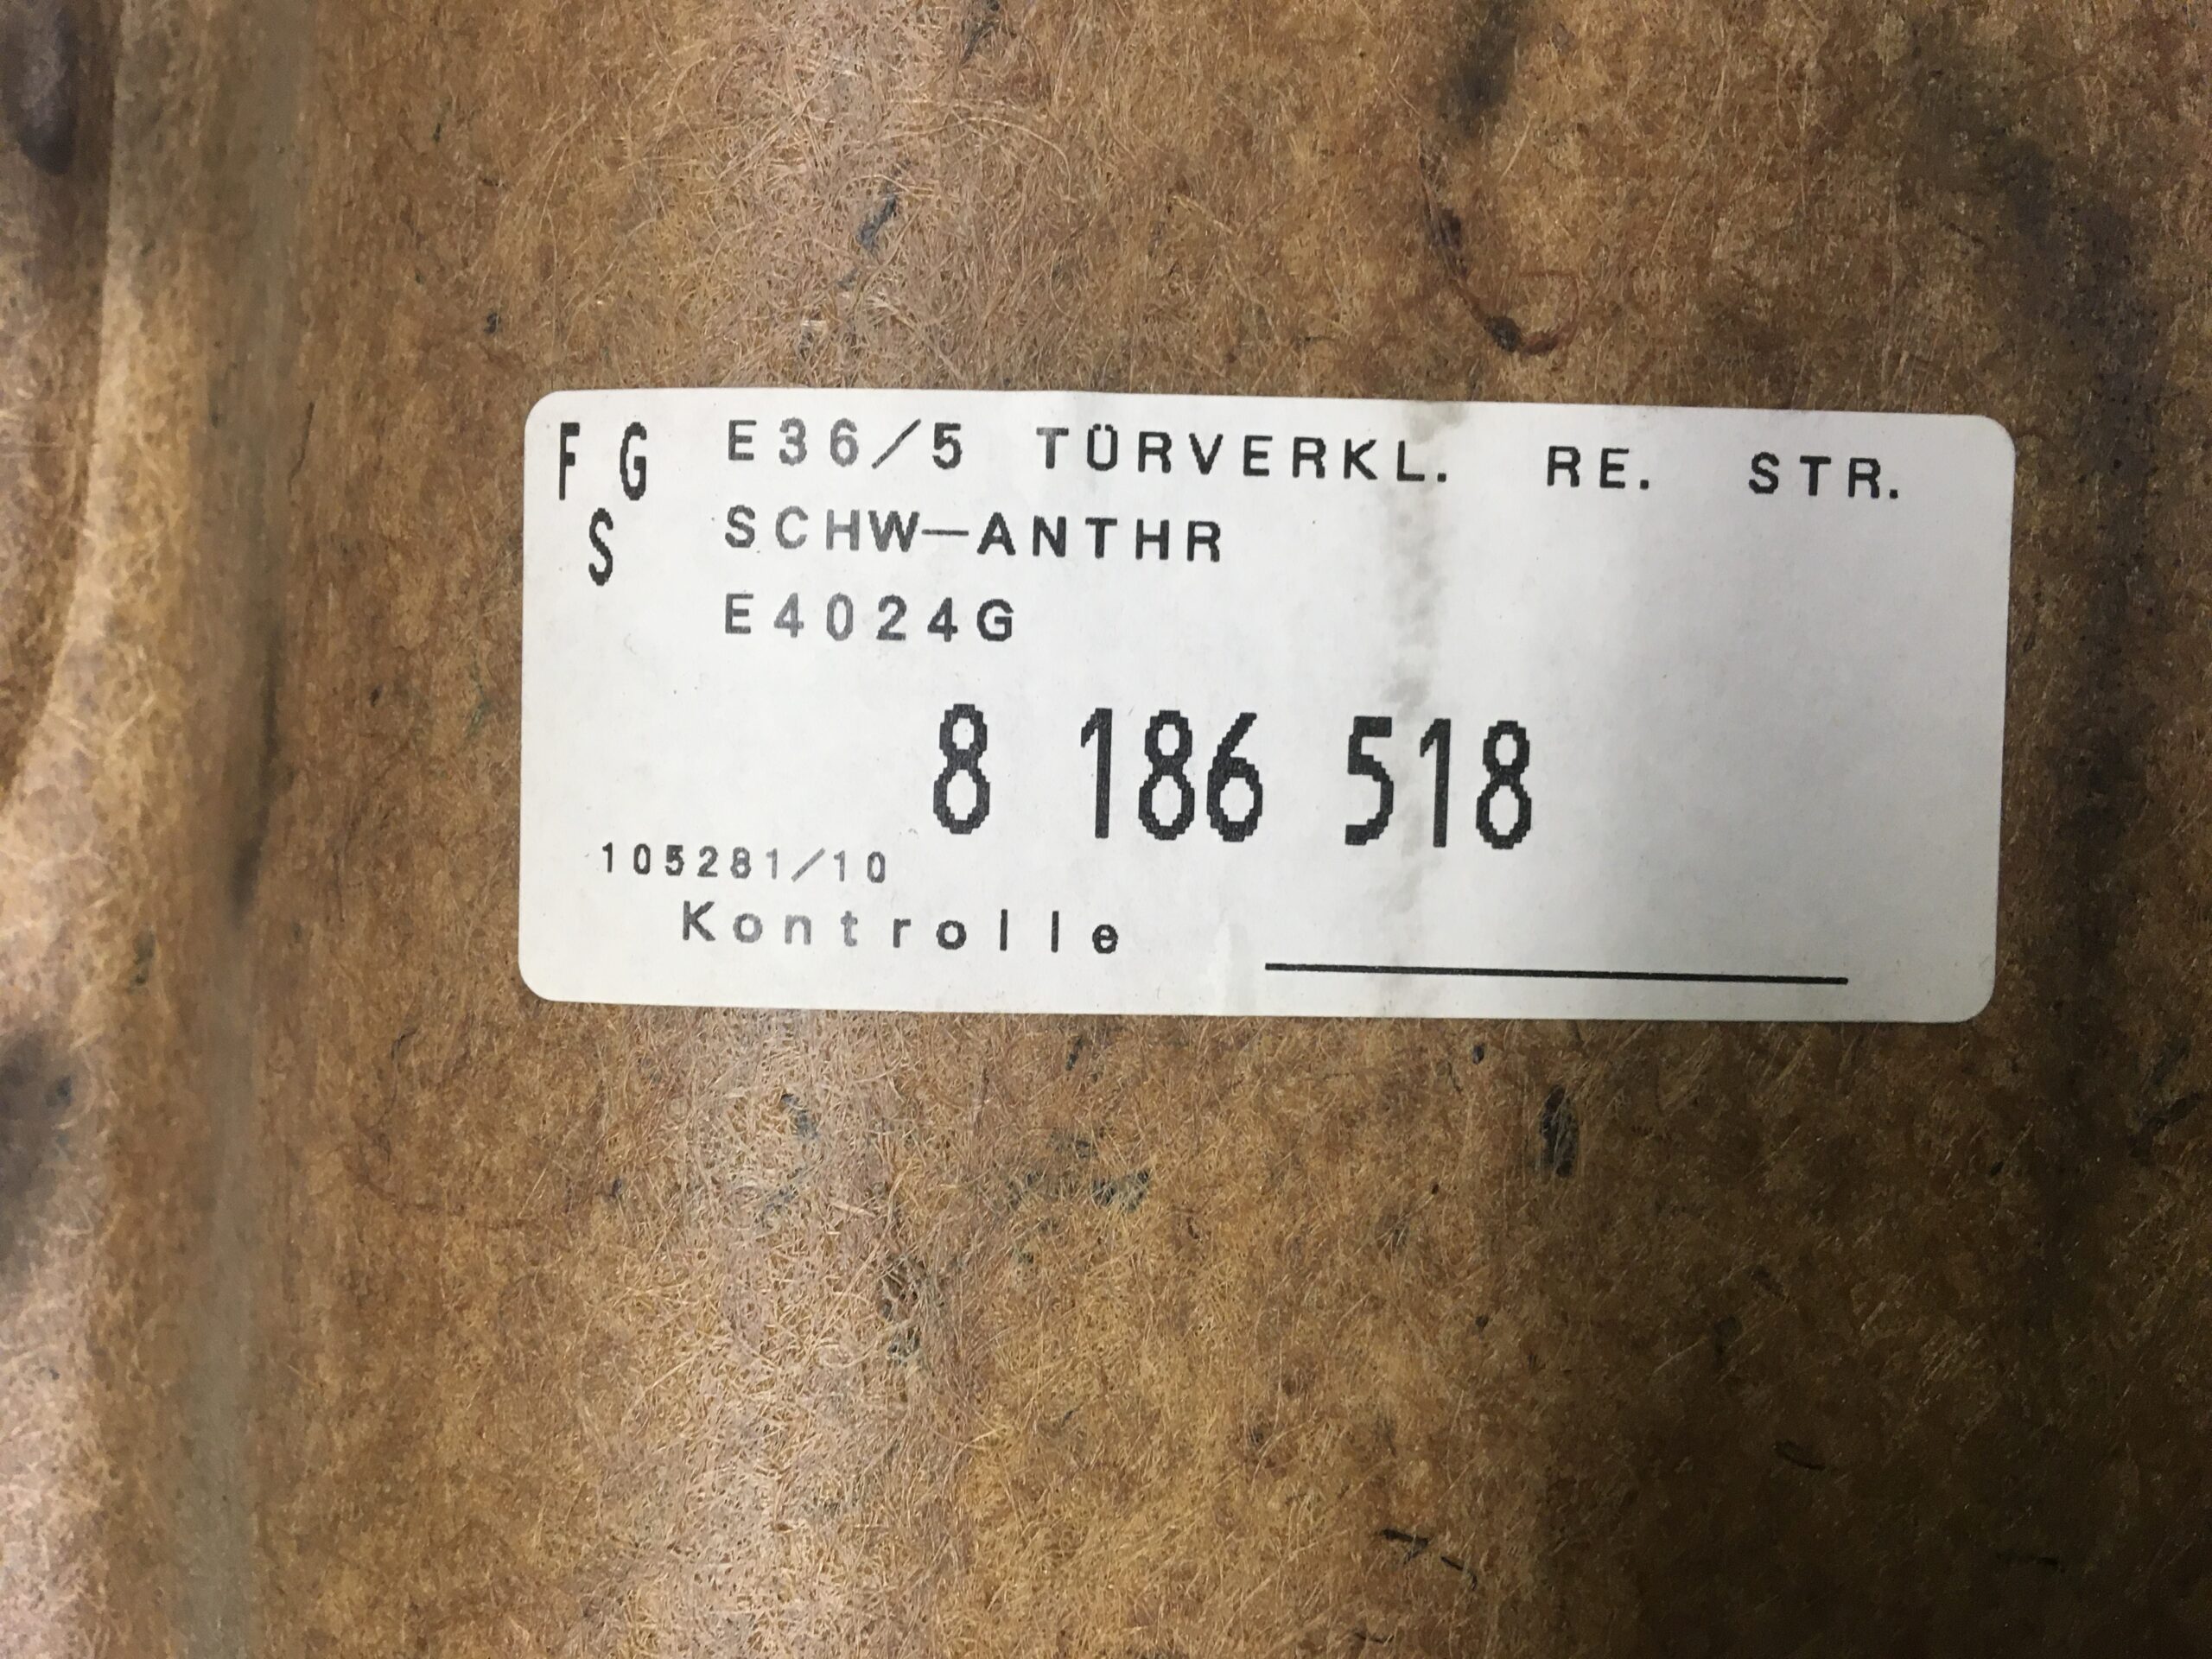 F G E36/5 TÜRVERKL. RE. STR.
S SCHW-ANTHR
E4024G
8 186 518
105281/10
Kontrolle